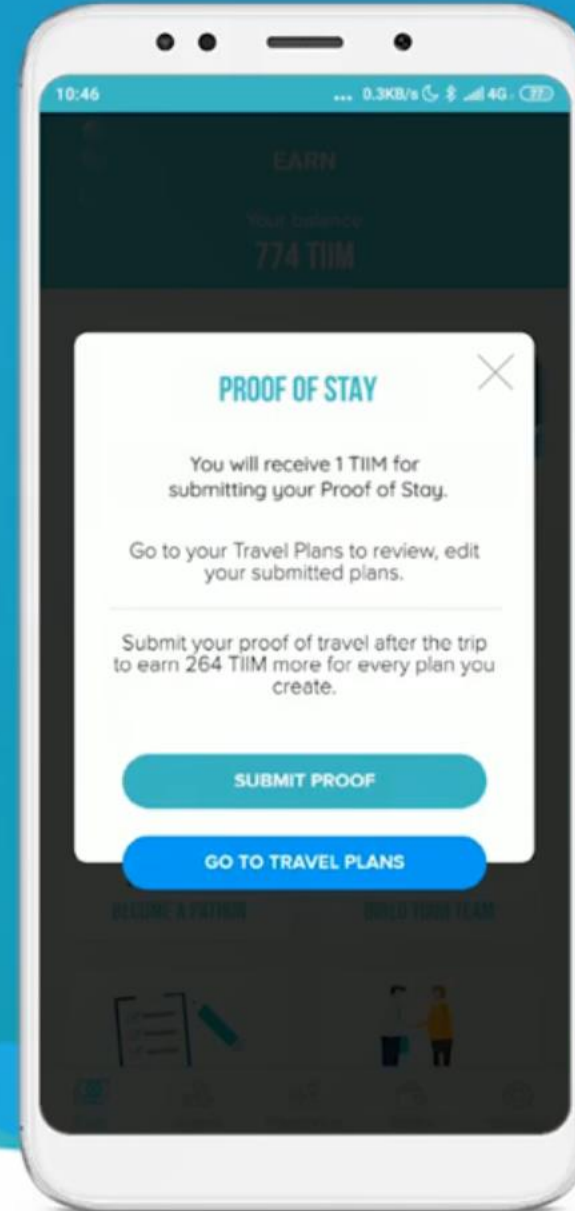 10:46
... 0.3KB/s 4G 77
EARN
Your balance
774 TIIM
PROOF OF STAY
You will receive 1 TIIM for
submitting your Proof of Stay.
Go to your Travel Plans to review, edit
your submitted plans.
Submit your proof of travel after the trip
to earn 264 TIIM more for every plan you
create.
SUBMIT PROOF
GO TO TRAVEL PLANS
BECOME A PATRON
BUILD YOUR TEAM